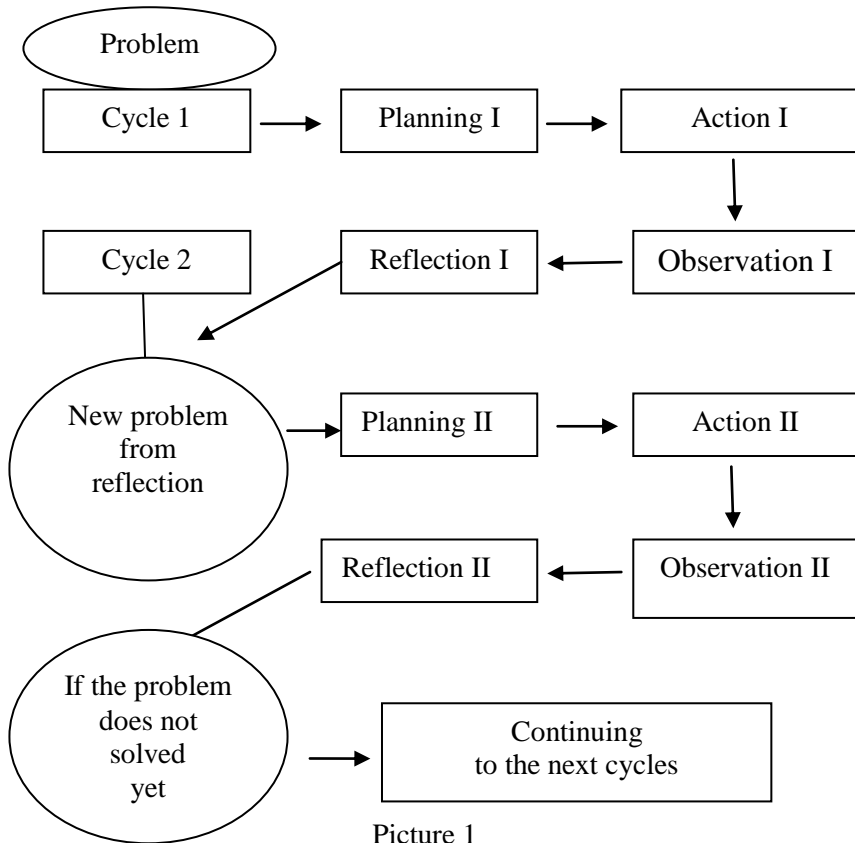 Problem
Cycle 1
Planning I
Action I
Cycle 2
Reflection I
Observation I
New problem
from
reflection
Planning II
Action II
Reflection II
Observation II
If the problem
does not
solved
yet
Continuing
to the next cycles
Picture 1